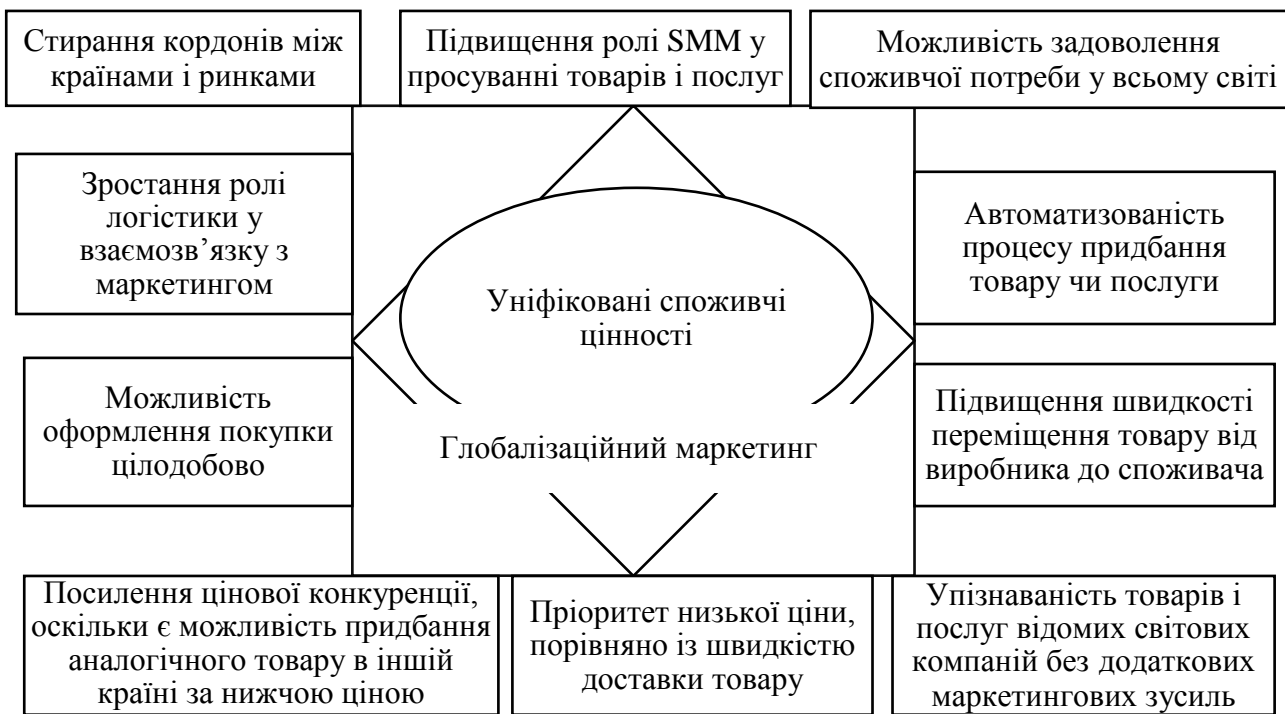 Стирання кордонів між
країнами і ринками
Підвищення ролі SMM у
просуванні товарів і послуг
Можливість задоволення
споживчої потреби у всьому світі
Зростання ролі
логістики у
взаємозв’язку з
маркетингом
Автоматизованість
процесу придбання
товару чи послуги
Уніфіковані споживчі
цінності
Можливість
оформлення покупки
цілодобово
Глобалізаційний маркетинг
Підвищення швидкості
переміщення товару від
виробника до споживача
Посилення цінової конкуренції,
оскільки є можливість придбання
аналогічного товару в іншій
країні за нижчою ціною
Пріоритет низької ціни,
порівняно із швидкістю
доставки товару
Упізнаваність товарів і
послуг відомих світових
компаній без додаткових
маркетингових зусиль